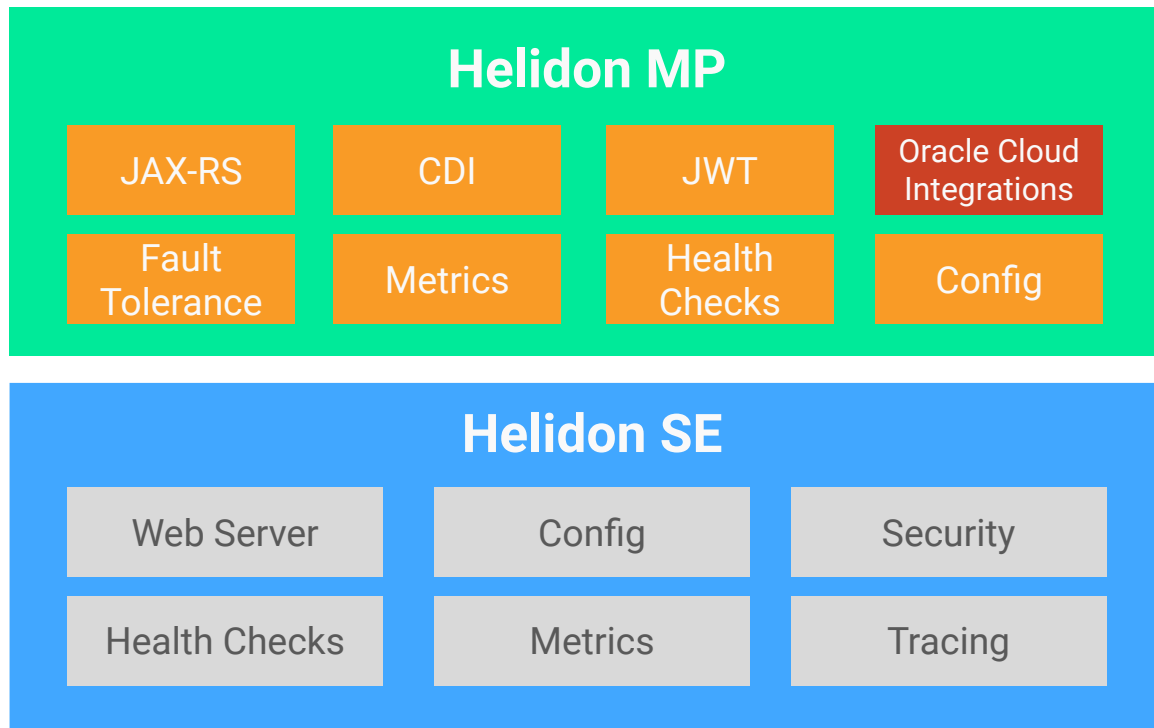 Helidon MP
JAX-RS
CDI
JWT
Oracle Cloud
Integrations
Fault
Tolerance
Metrics
Health
Checks
Config
Helidon SE
Web Server
Config
Security
Health Checks
Metrics
Tracing